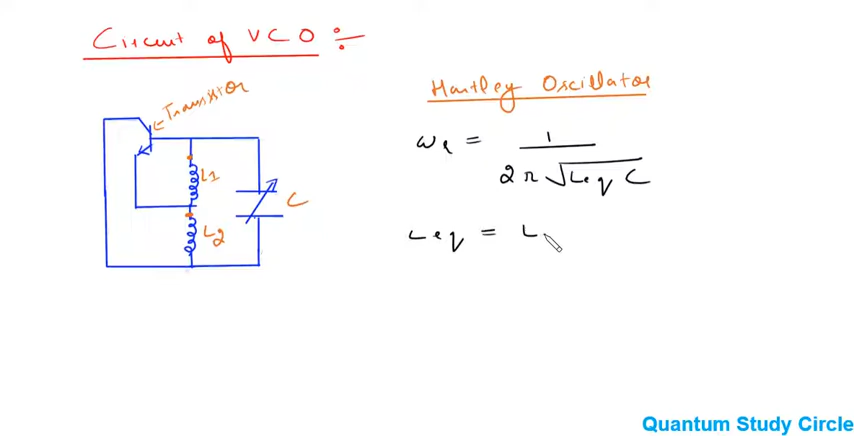 Circuit of VCO ÷
Transistor
L1
L2
C
Hartley Oscillator
ωr = 1 / 2π √Leq C
Leq = L
Quantum Study Circle